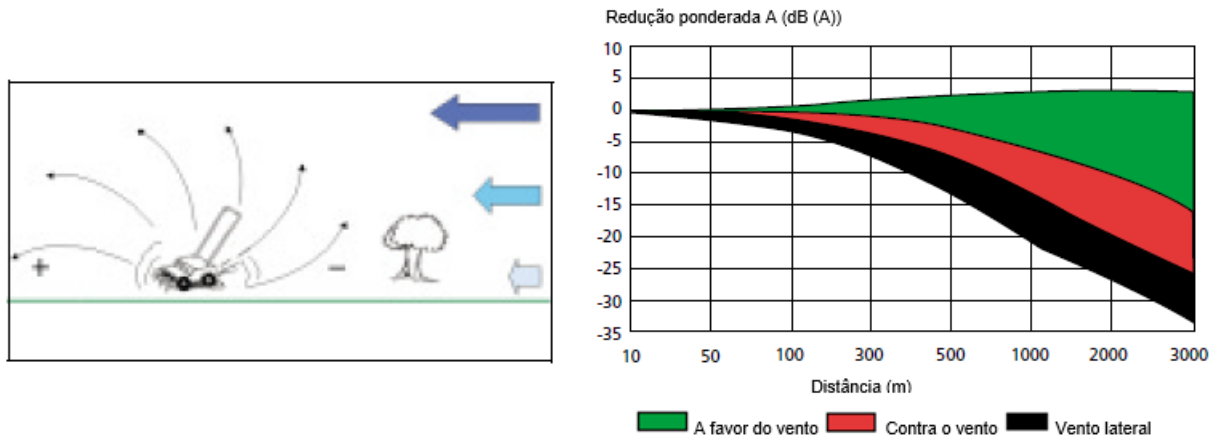 Redução ponderada A (dB (A))
10
5
0
-5
-10
-15
-20
-25
-30
-35
10 50 100 300 500 1000 2000 3000
Distância (m)
A favor do vento Contra o vento Vento lateral
+ −